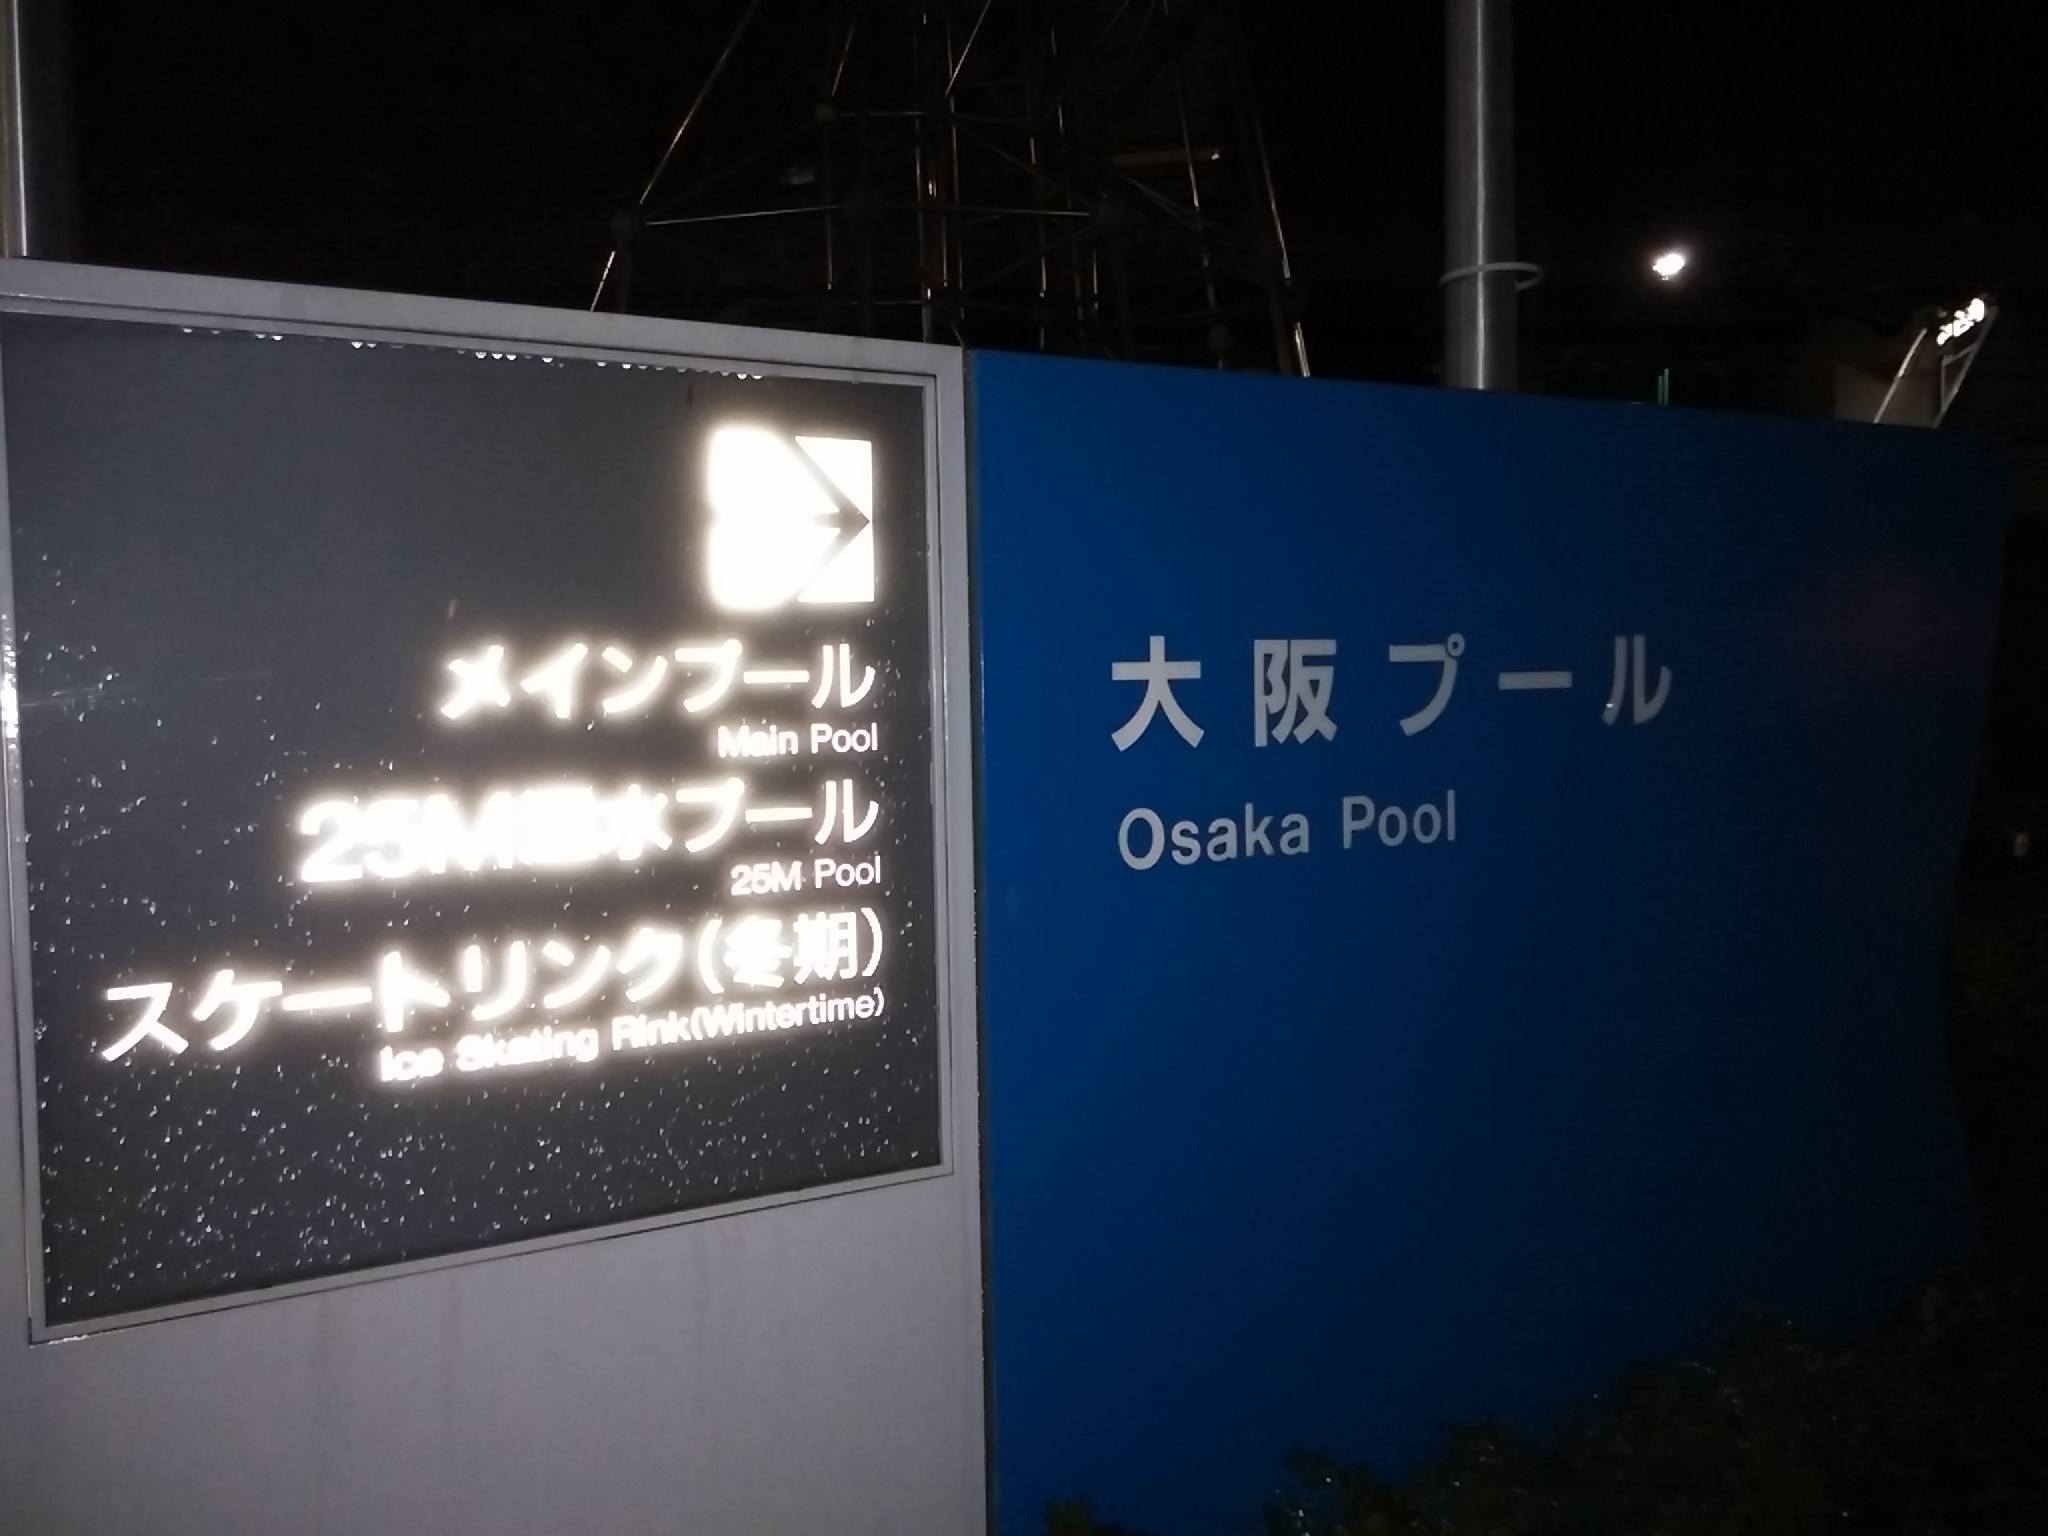 メインプール
Main Pool
25M温水プール
25M Pool
スケートリンク(冬期)
Ice Skating Rink(Wintertime)
大阪プール
Osaka Pool